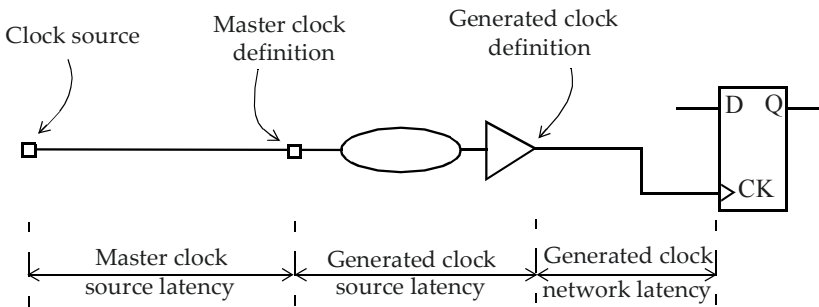 Clock source
Master clock
definition
Generated clock
definition
D Q
CK
Master clock
source latency
Generated clock
source latency
Generated clock
network latency